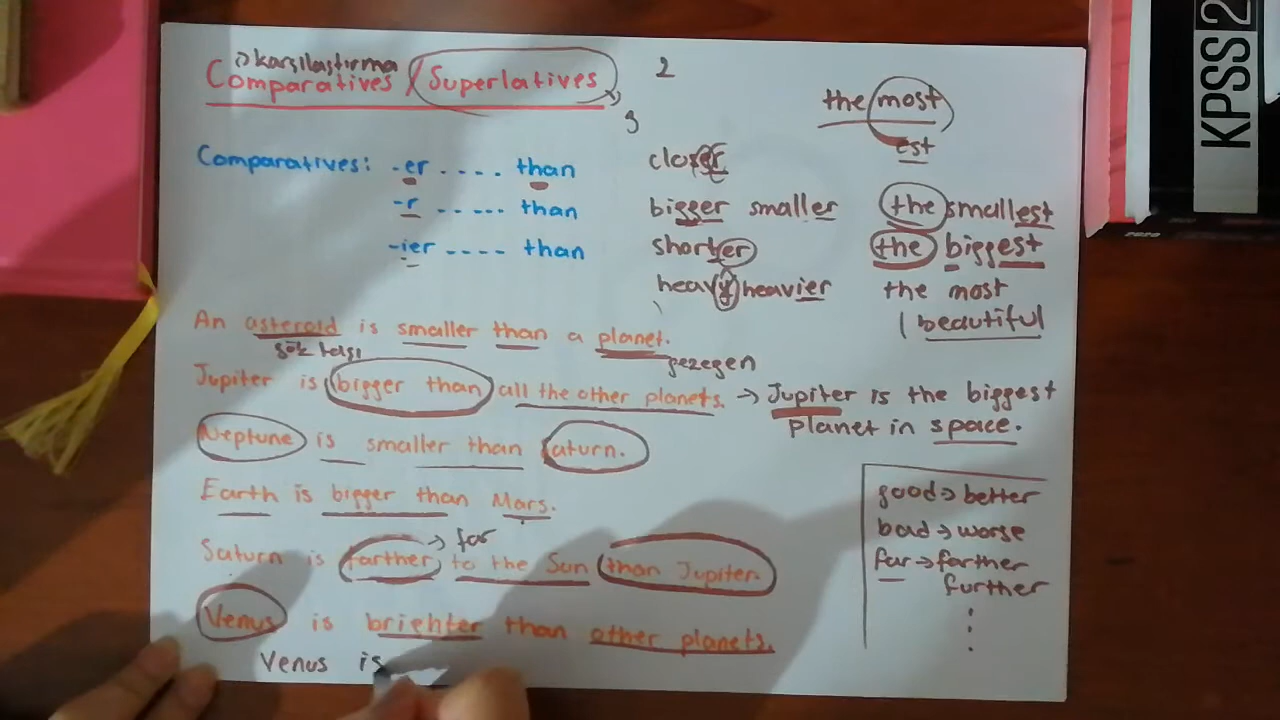 karşılaştırma
Comparatives / Superlatives
2
3
the most
est
Comparatives: -er .... than
-r ..... than
-ier .... than
closer
bigger smaller
shorter
heavy heavier
the smallest
the biggest
the most
beautiful
An asteroid is smaller than a planet.
gök taşı
gezegen
Jupiter is bigger than all the other planets. → Jupiter is the biggest
planet in space.
Neptune is smaller than Saturn.
Earth is bigger than Mars.
→ far
Saturn is farther to the Sun than Jupiter.
Venus is brighter than other planets.
Venus is
good → better
bad → worse
far → farther
further
KPSS 2